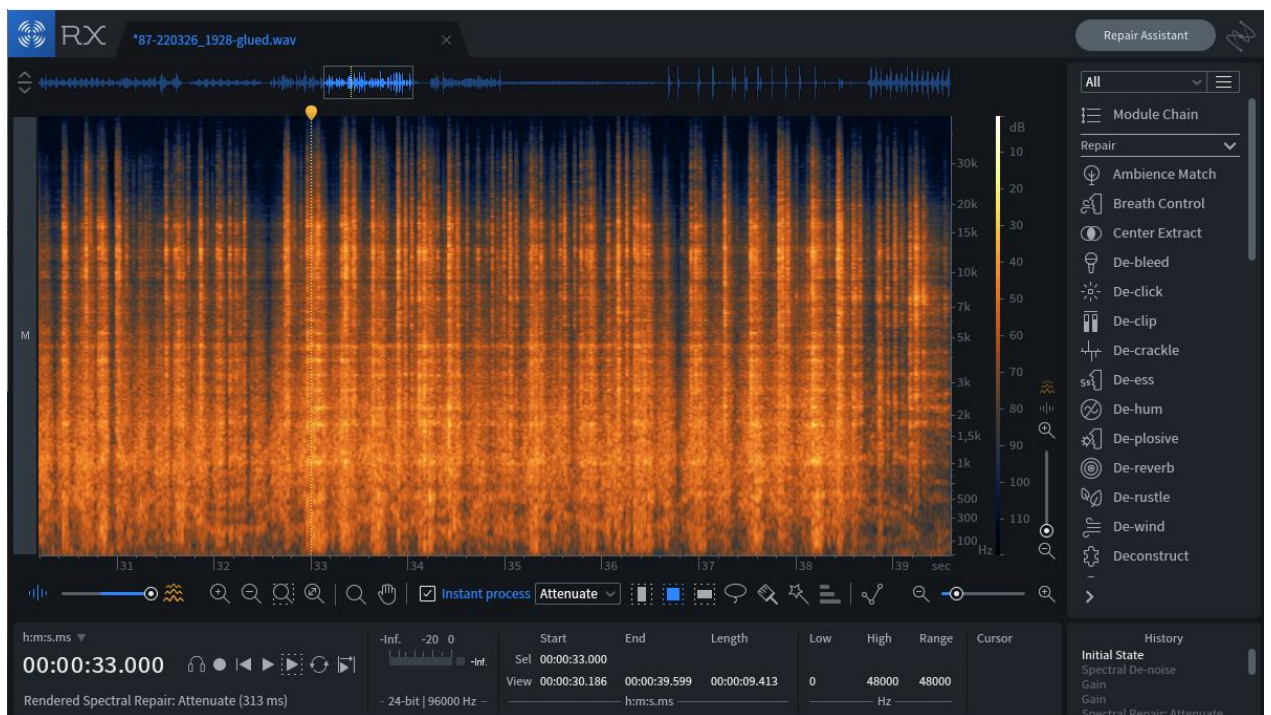 RX
*87-220326_1928-glued.wav
×
Repair Assistant
All
Module Chain
Repair
Ambience Match
Breath Control
Center Extract
De-bleed
De-click
De-clip
De-crackle
De-ess
De-hum
De-plosive
De-reverb
De-rustle
De-wind
Deconstruct
M
dB
10
20
30
40
50
60
70
80
90
100
110
30k
20k
15k
10k
7k
5k
3k
2k
1,5k
1k
500
300
100
Hz
31 32 33 34 35 36 37 38 39 sec
Instant process Attenuate
h:m:s.ms
00:00:33.000
Rendered Spectral Repair: Attenuate (313 ms)
-Inf. -20 0
-Inf.
24-bit | 96000 Hz
Start End Length Low High Range Cursor
Sel 00:00:33.000
View 00:00:30.186 00:00:39.599 00:00:09.413 0 48000 48000
h:m:s.ms Hz
History
Initial State
Spectral De-noise
Gain
Gain
Spectral Repair: Attenuate